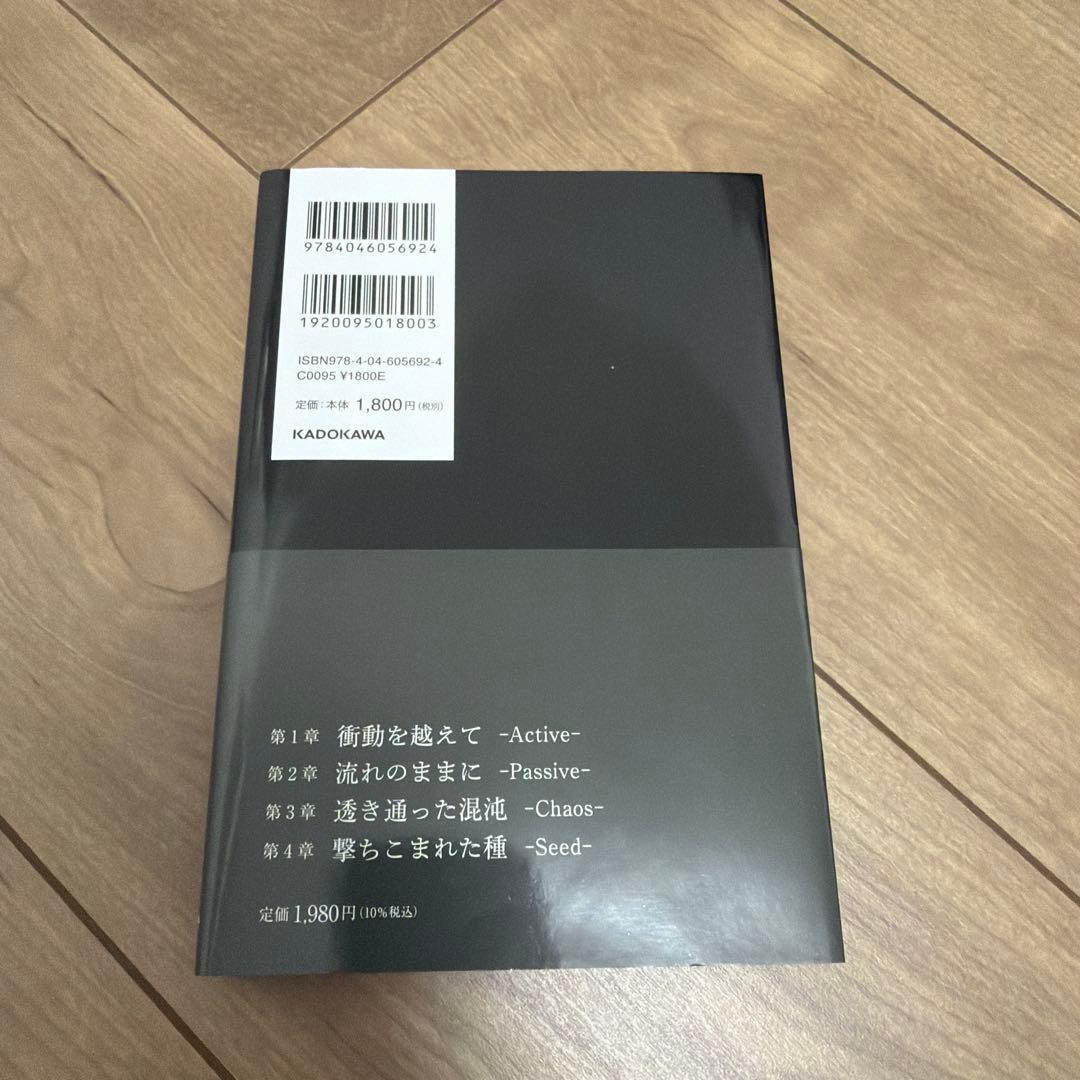 9784046056924
1920095018003
ISBN978-4-04-605692-4
C0095 ¥1800E
定価：本体 1,800円（税別）
KADOKAWA
第1章 衝動を越えて -Active-
第2章 流れのままに -Passive-
第3章 透き通った混沌 -Chaos-
第4章 撃ちこまれた種 -Seed-
定価 1,980円（10%税込）